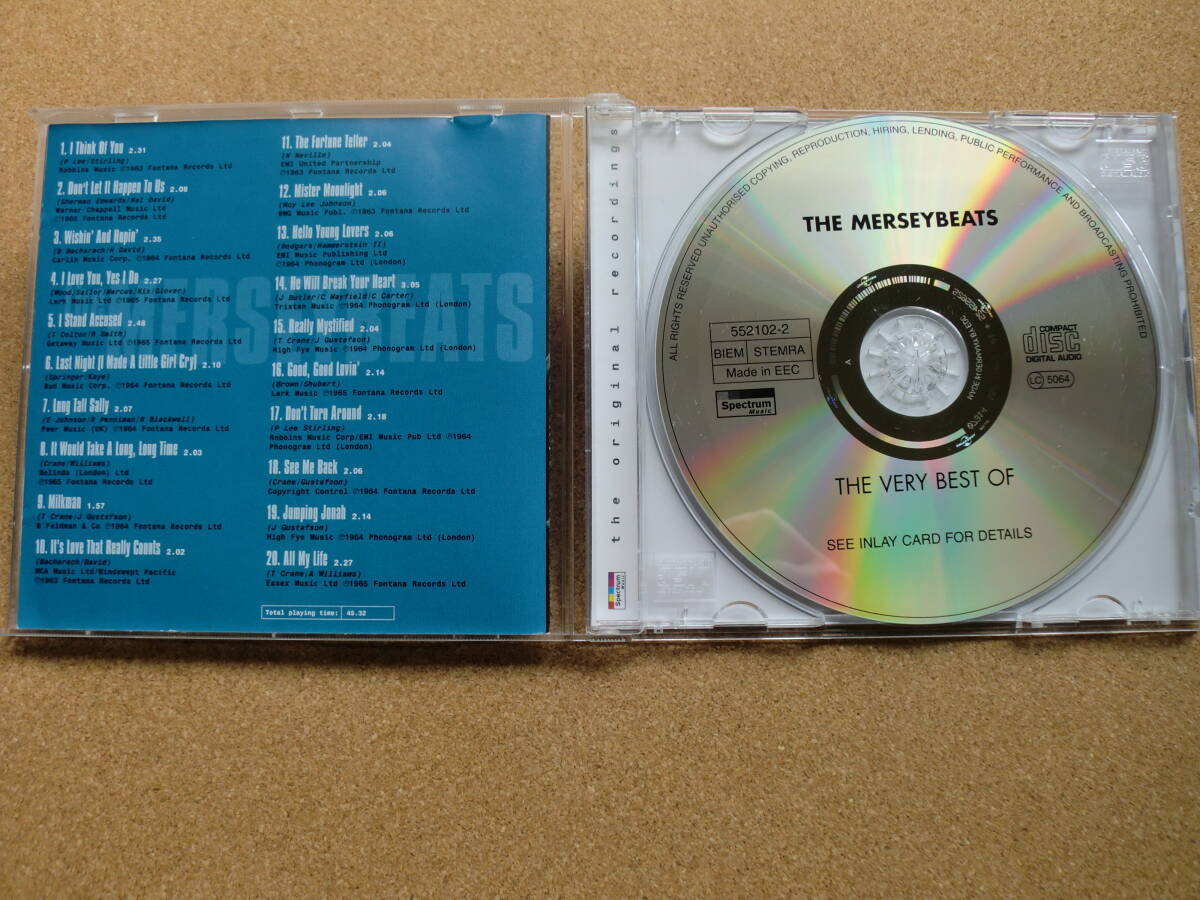 1. I Think Of You 2.31
(P Lee/Stirling)
Robbins Music ℗1963 Fontana Records Ltd
2. Don't Let It Happen To Us 2.08
(Sherman Edwards/Hal David)
Warner Chappell Music Ltd
℗1965 Fontana Records Ltd
3. Wishin' And Hopin' 2.35
(B Bacharach/H David)
Carlin Music Corp. ℗1964 Fontana Records Ltd
4. I Love You, Yes I Do 2.27
(Wood/Sailor/Marcus/Nix/Glover)
Lark Music Ltd ℗1965 Fontana Records Ltd
5. I Stand Accused 2.48
(T Colton/R Smith)
Getaway Music Ltd ℗1965 Fontana Records Ltd
6. Last Night (I Made A Little Girl Cry) 2.10
(Springer/Kaye)
Bud Music Corp. ℗1964 Fontana Records Ltd
7. Long Tall Sally 2.07
(E Johnson/R Penniman/R Blackwell)
Peer Music (UK) ℗1964 Fontana Records Ltd
8. It Would Take A Long, Long Time 2.03
(Crane/Williams)
Belinda (London) Ltd
℗1965 Fontana Records Ltd
9. Milkman 1.57
(T Crane/J Gustafson)
B Feldman & Co ℗1964 Fontana Records Ltd
10. It's Love That Really Counts 2.02
(Bacharach/David)
MCA Music Ltd/Windswept Pacific
℗1963 Fontana Records Ltd
11. The Fortune Teller 2.04
(N Neville)
EMI United Partnership
℗1963 Fontana Records Ltd
12. Mister Moonlight 2.06
(Roy Lee Johnson)
BMG Music Publ. ℗1963 Fontana Records Ltd
13. Hello Young Lovers 2.06
(Rodgers/Hammerstein II)
EMI Music Publishing Ltd
℗1964 Phonogram Ltd (London)
14. He Will Break Your Heart 3.05
(J Butler/C Mayfield/C Carter)
Tristan Music ℗1964 Phonogram Ltd (London)
15. Really Mystified 2.04
(T Crane/J Gustafson)
High Fye Music Ltd ℗1964 Phonogram Ltd (London)
16. Good, Good Lovin' 2.14
(Brown/Shubert)
Lark Music Ltd ℗1964 Fontana Records Ltd
17. Don't Turn Around 2.18
(P Lee Stirling)
Robbins Music Corp/EMI Music Pub Ltd ℗1964
Phonogram Ltd (London)
18. See Me Back 2.06
(Crane/Gustafson)
Copyright Control ℗1964 Fontana Records Ltd
19. Jumping Jonah 2.14
(J Gustafson)
High Fye Music Ltd ℗1964 Phonogram Ltd (London)
20. All My Life 2.27
(T Crane/A Williams)
Essex Music Ltd ℗1965 Fontana Records Ltd
Total playing time: 45.32
MERSEYBEATS
the original recordings
Spectrum Music
ALL RIGHTS RESERVED UNAUTHORISED COPYING, REPRODUCTION, HIRING, LENDING, PUBLIC PERFORMANCE AND BROADCASTING PROHIBITED
THE MERSEYBEATS
552102-2
BIEM STEMRA
Made in EEC
Spectrum
Music
COMPACT
disc
DIGITAL AUDIO
LC 5064
THE VERY BEST OF
SEE INLAY CARD FOR DETAILS